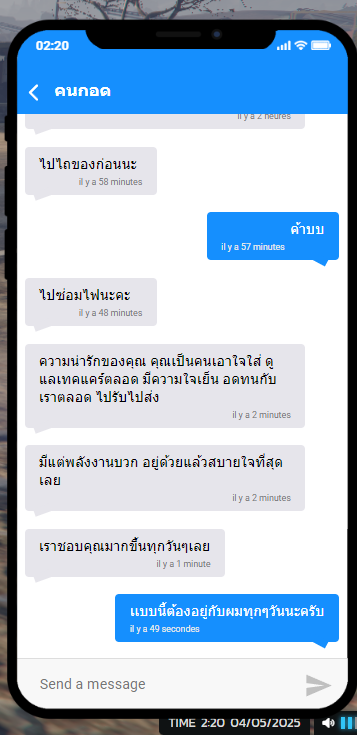 02:20
คนกอด
il y a 2 heures
ไปไถของก่อนนะ
il y a 58 minutes
ค้าบบ
il y a 57 minutes
ไปซ่อมไฟนะคะ
il y a 48 minutes
ความน่ารักของคุณ คุณเป็นคนเอาใจใส่ ดู
แลเทคแคร์ตลอด มีความใจเย็น อดทนกับ
เราตลอด ไปรับไปส่ง
il y a 2 minutes
มีแต่พลังงานบวก อยู่ด้วยแล้วสบายใจที่สุด
เลย
il y a 2 minutes
เราชอบคุณมากขึ้นทุกวันๆเลย
il y a 1 minute
แบบนี้ต้องอยู่กับผมทุกๆวันนะครับ
il y a 49 secondes
Send a message
TIME 2:20 04/05/2025